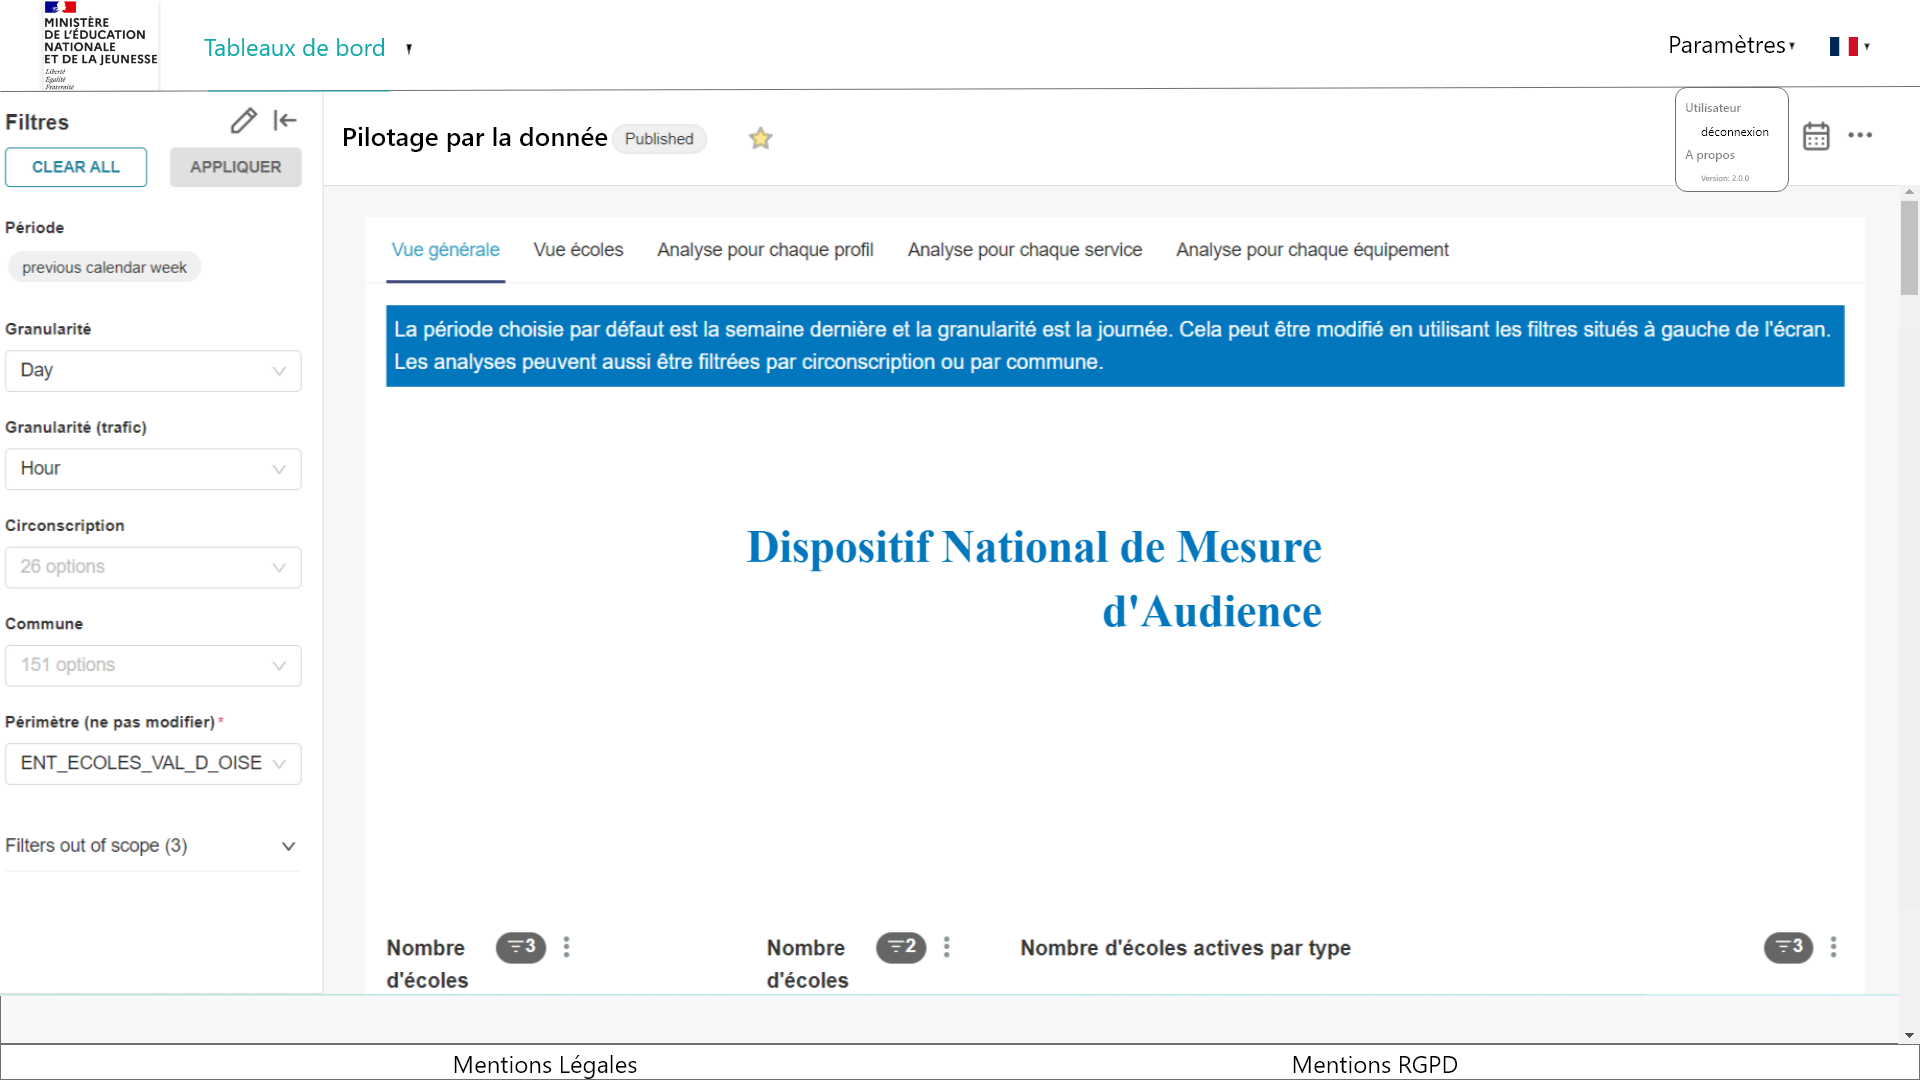 MINISTÈRE
DE L'ÉDUCATION
NATIONALE
ET DE LA JEUNESSE
Liberté
Égalité
Fraternité
Tableaux de bord
Paramètres
Utilisateur
déconnexion
A propos
Version: 2.0.0
Filtres
CLEAR ALL
APPLIQUER
Période
previous calendar week
Granularité
Day
Granularité (trafic)
Hour
Circonscription
26 options
Commune
151 options
Périmètre (ne pas modifier)*
ENT_ECOLES_VAL_D_OISE
Filters out of scope (3)
Pilotage par la donnée
Published
Vue générale
Vue écoles
Analyse pour chaque profil
Analyse pour chaque service
Analyse pour chaque équipement
La période choisie par défaut est la semaine dernière et la granularité est la journée. Cela peut être modifié en utilisant les filtres situés à gauche de l'écran.
Les analyses peuvent aussi être filtrées par circonscription ou par commune.
Dispositif National de Mesure
d'Audience
Nombre
d'écoles
3
Nombre
d'écoles
2
Nombre d'écoles actives par type
3
Mentions Légales
Mentions RGPD